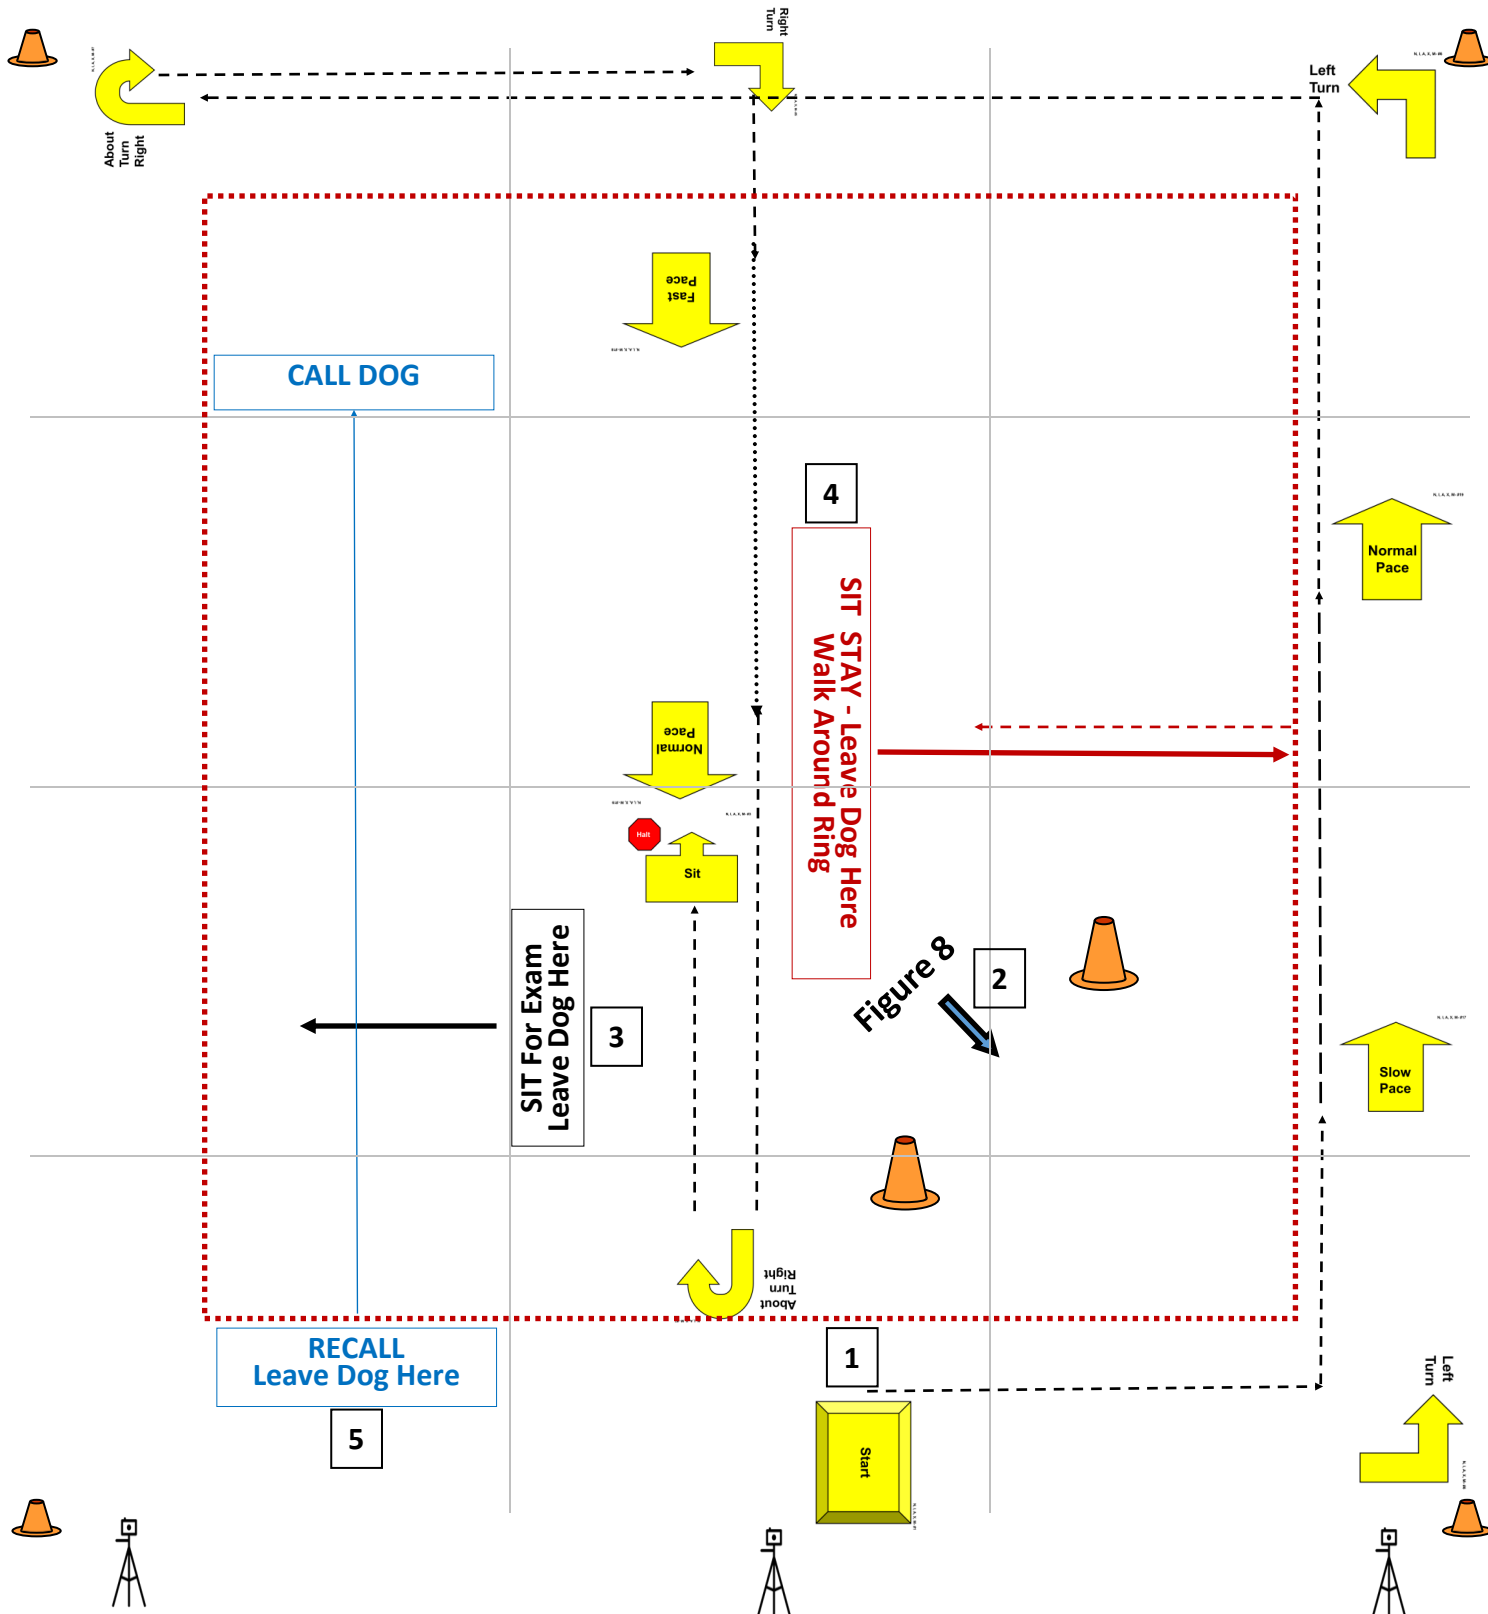 Right
Turn
Left
Turn
About
Turn
Right
Fast
Pace
CALL DOG
4
SIT STAY - Leave Dog Here
Walk Around Ring
Normal
Pace
Normal
Pace
Halt
Sit
SIT For Exam
Leave Dog Here
3
Figure 8
2
Slow
Pace
About
Turn
Right
RECALL
Leave Dog Here
5
1
Start
Left
Turn